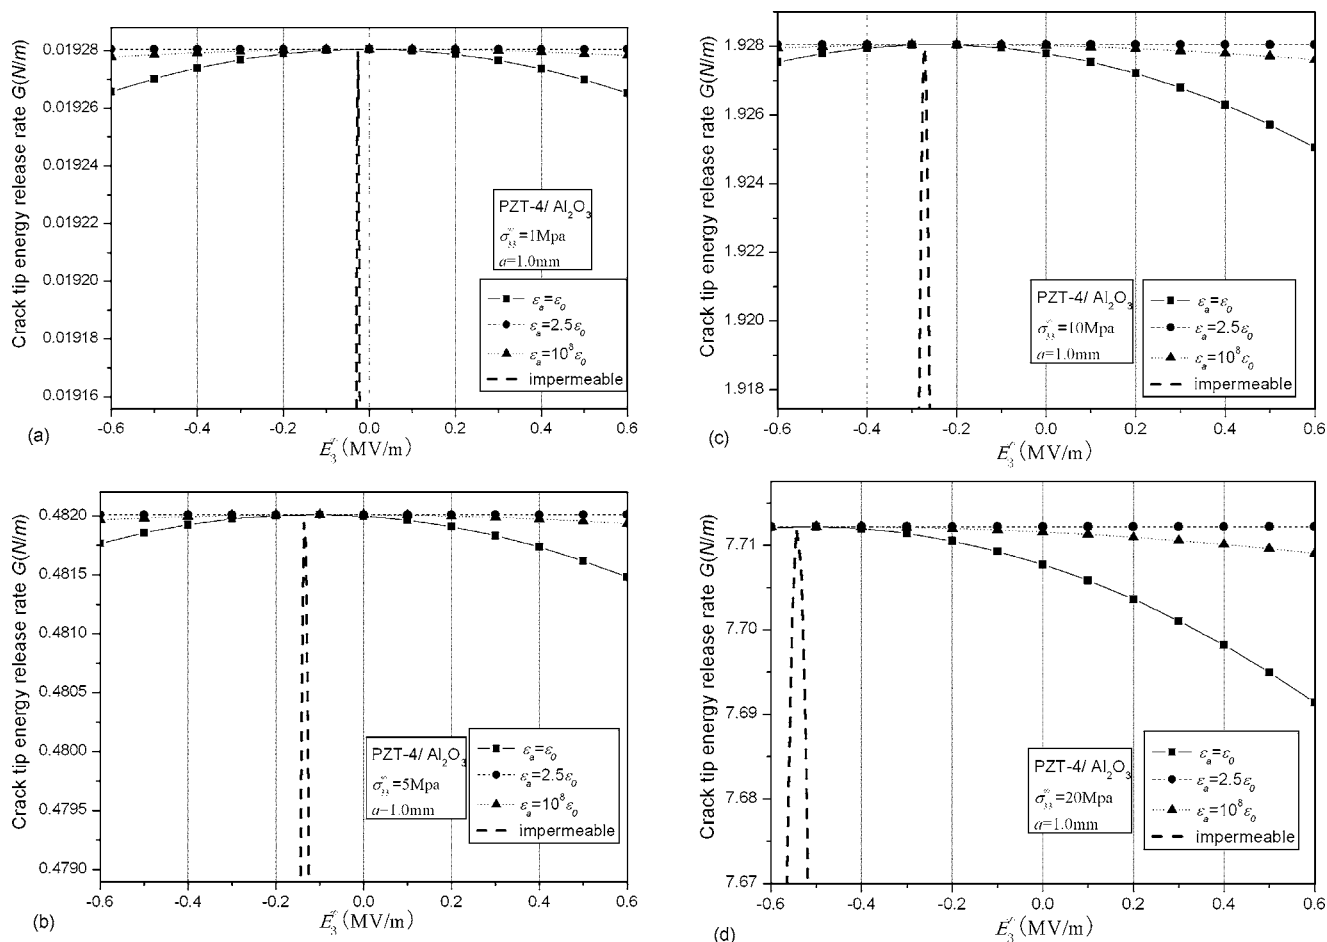 Crack tip energy release rate G(N/m)
0.01928
0.01926
0.01924
0.01922
0.01920
0.01918
0.01916
PZT-4/ Al₂O₃
σ₃₃^∞=1Mpa
a=1.0mm
εₐ=ε₀
εₐ=2.5ε₀
εₐ=10⁸ε₀
impermeable
-0.6 -0.4 -0.2 0.0 0.2 0.4 0.6
(a)
E₃^∞(MV/m)
Crack tip energy release rate G(N/m)
1.928
1.926
1.924
1.922
1.920
1.918
PZT-4/ Al₂O₃
σ₃₃^∞=10Mpa
a=1.0mm
εₐ=ε₀
εₐ=2.5ε₀
εₐ=10⁸ε₀
impermeable
-0.6 -0.4 -0.2 0.0 0.2 0.4 0.6
(c)
E₃^∞(MV/m)
Crack tip energy release rate G(N/m)
0.4820
0.4815
0.4810
0.4805
0.4800
0.4795
0.4790
PZT-4/ Al₂O₃
σ₃₃^∞=5Mpa
a=1.0mm
εₐ=ε₀
εₐ=2.5ε₀
εₐ=10⁸ε₀
impermeable
-0.6 -0.4 -0.2 0.0 0.2 0.4 0.6
(b)
E₃^∞(MV/m)
Crack tip energy release rate G(N/m)
7.71
7.70
7.69
7.68
7.67
PZT-4/ Al₂O₃
σ₃₃^∞=20Mpa
a=1.0mm
εₐ=ε₀
εₐ=2.5ε₀
εₐ=10⁸ε₀
impermeable
-0.6 -0.4 -0.2 0.0 0.2 0.4 0.6
(d)
E₃^∞(MV/m)